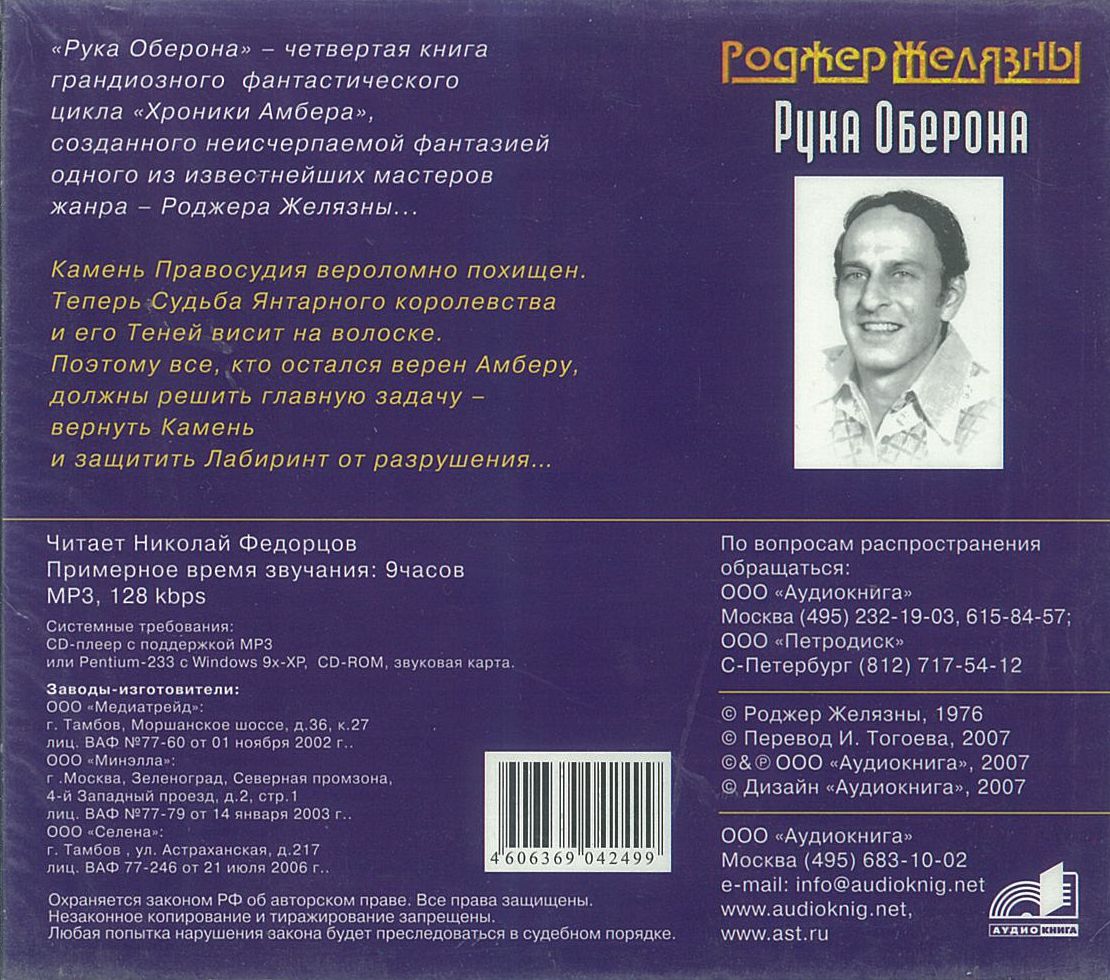 «Рука Оберона» – четвертая книга
грандиозного фантастического
цикла «Хроники Амбера»,
созданного неисчерпаемой фантазией
одного из известнейших мастеров
жанра – Роджера Желязны...
Камень Правосудия вероломно похищен.
Теперь Судьба Янтарного королевства
и его Теней висит на волоске.
Поэтому все, кто остался верен Амберу,
должны решить главную задачу –
вернуть Камень
и защитить Лабиринт от разрушения...
Роджер Желязны
Рука Оберона
Читает Николай Федорцов
Примерное время звучания: 9часов
MP3, 128 kbps
Системные требования:
CD-плеер с поддержкой MP3
или Pentium-233 с Windows 9x-XP, CD-ROM, звуковая карта.
Заводы-изготовители:
ООО «Медиатрейд»:
г. Тамбов, Моршанское шоссе, д.36, к.27
лиц. ВАФ №77-60 от 01 ноября 2002 г..
ООО «Минэлла»:
г .Москва, Зеленоград, Северная промзона,
4-й Западный проезд, д.2, стр.1
лиц. ВАФ №77-79 от 14 января 2003 г..
ООО «Селена»:
г. Тамбов , ул. Астраханская, д.217
лиц. ВАФ 77-246 от 21 июля 2006 г..
4 606369 042499
Охраняется законом РФ об авторском праве. Все права защищены.
Незаконное копирование и тиражирование запрещены.
Любая попытка нарушения закона будет преследоваться в судебном порядке.
По вопросам распространения
обращаться:
ООО «Аудиокнига»
Москва (495) 232-19-03, 615-84-57;
ООО «Петродиск»
С-Петербург (812) 717-54-12
© Роджер Желязны, 1976
© Перевод И. Тогоева, 2007
©&℗ ООО «Аудиокнига», 2007
© Дизайн «Аудиокнига», 2007
ООО «Аудиокнига»
Москва (495) 683-10-02
e-mail: info@audioknig.net
www.audioknig.net,
www.ast.ru
АУДИОКНИГА